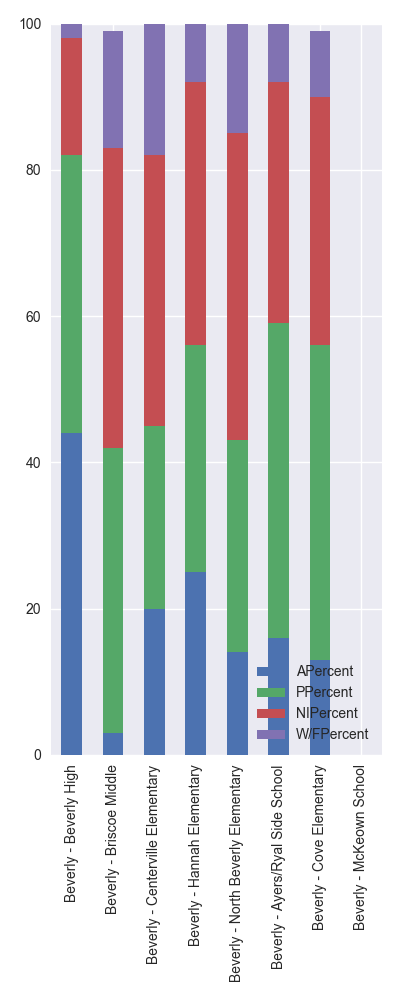 100
80
60
40
20
0
APercent
PPercent
NIPercent
W/FPercent
Beverly - Beverly High
Beverly - Briscoe Middle
Beverly - Centerville Elementary
Beverly - Hannah Elementary
Beverly - North Beverly Elementary
Beverly - Ayers/Ryal Side School
Beverly - Cove Elementary
Beverly - McKeown School